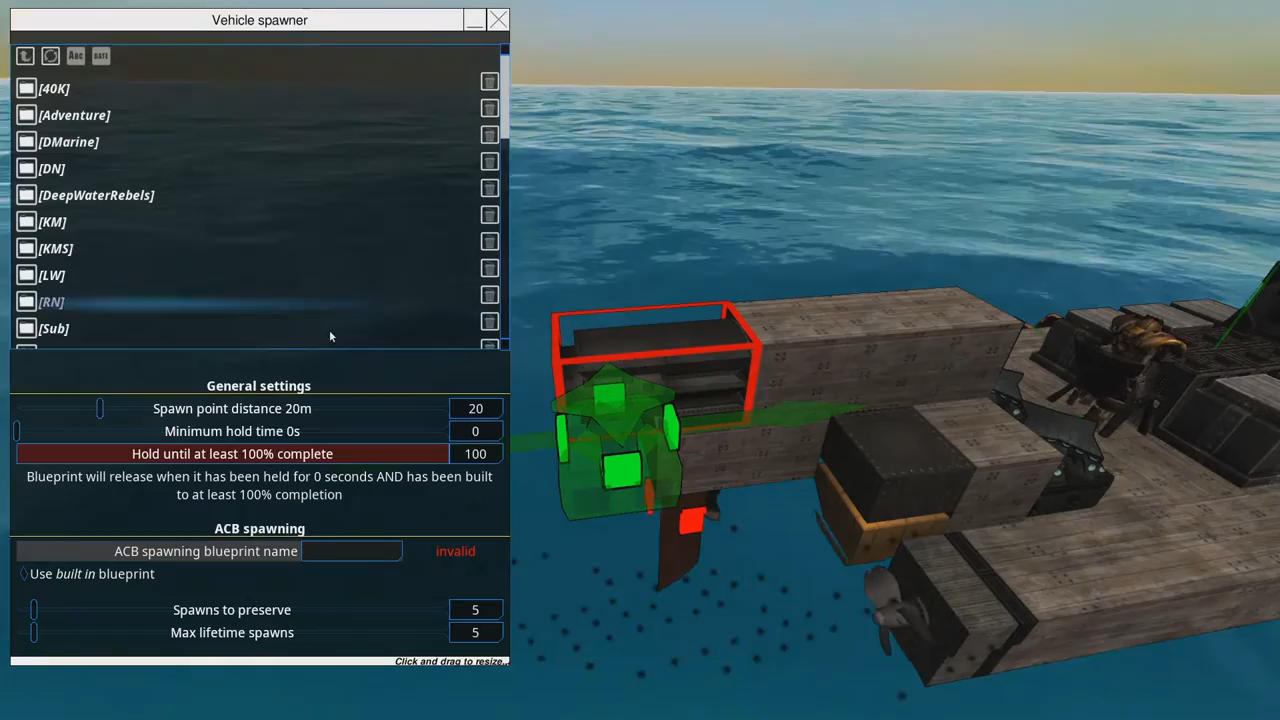 Vehicle spawner
ABC DATE
[40K]
[Adventure]
[DMarine]
[DN]
[DeepWaterRebels]
[KM]
[KMS]
[LW]
[RN]
[Sub]
General settings
Spawn point distance 20m 20
Minimum hold time 0s 0
Hold until at least 100% complete 100
Blueprint will release when it has been held for 0 seconds AND has been built
to at least 100% completion
ACB spawning
ACB spawning blueprint name invalid
Use built in blueprint
Spawns to preserve 5
Max lifetime spawns 5
Click and drag to resize..